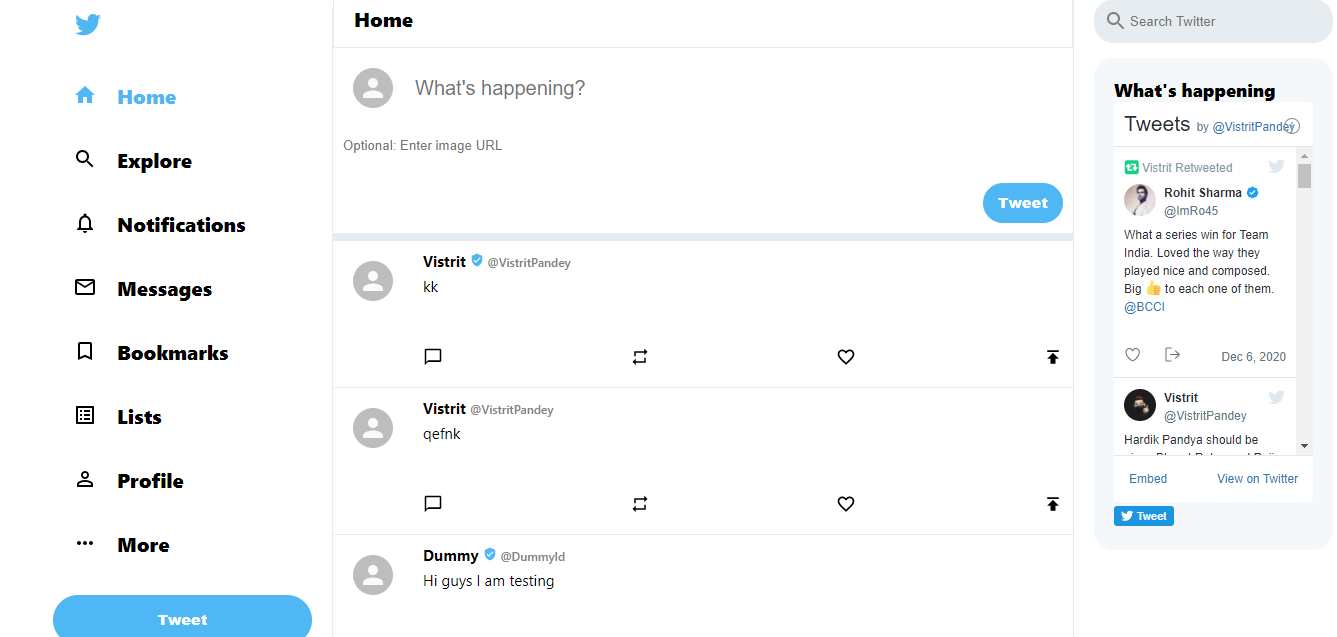 Home
Explore
Notifications
Messages
Bookmarks
Lists
Profile
More
Tweet
Home
What's happening?
Optional: Enter image URL
Tweet
Vistrit @VistritPandey
kk
Vistrit @VistritPandey
qefnk
Dummy @DummyId
Hi guys I am testing
Search Twitter
What's happening
Tweets by @VistritPandey
Vistrit Retweeted
Rohit Sharma
@ImRo45
What a series win for Team
India. Loved the way they
played nice and composed.
Big 👍 to each one of them.
@BCCI
Dec 6, 2020
Vistrit
@VistritPandey
Hardik Pandya should be
Embed View on Twitter
Tweet